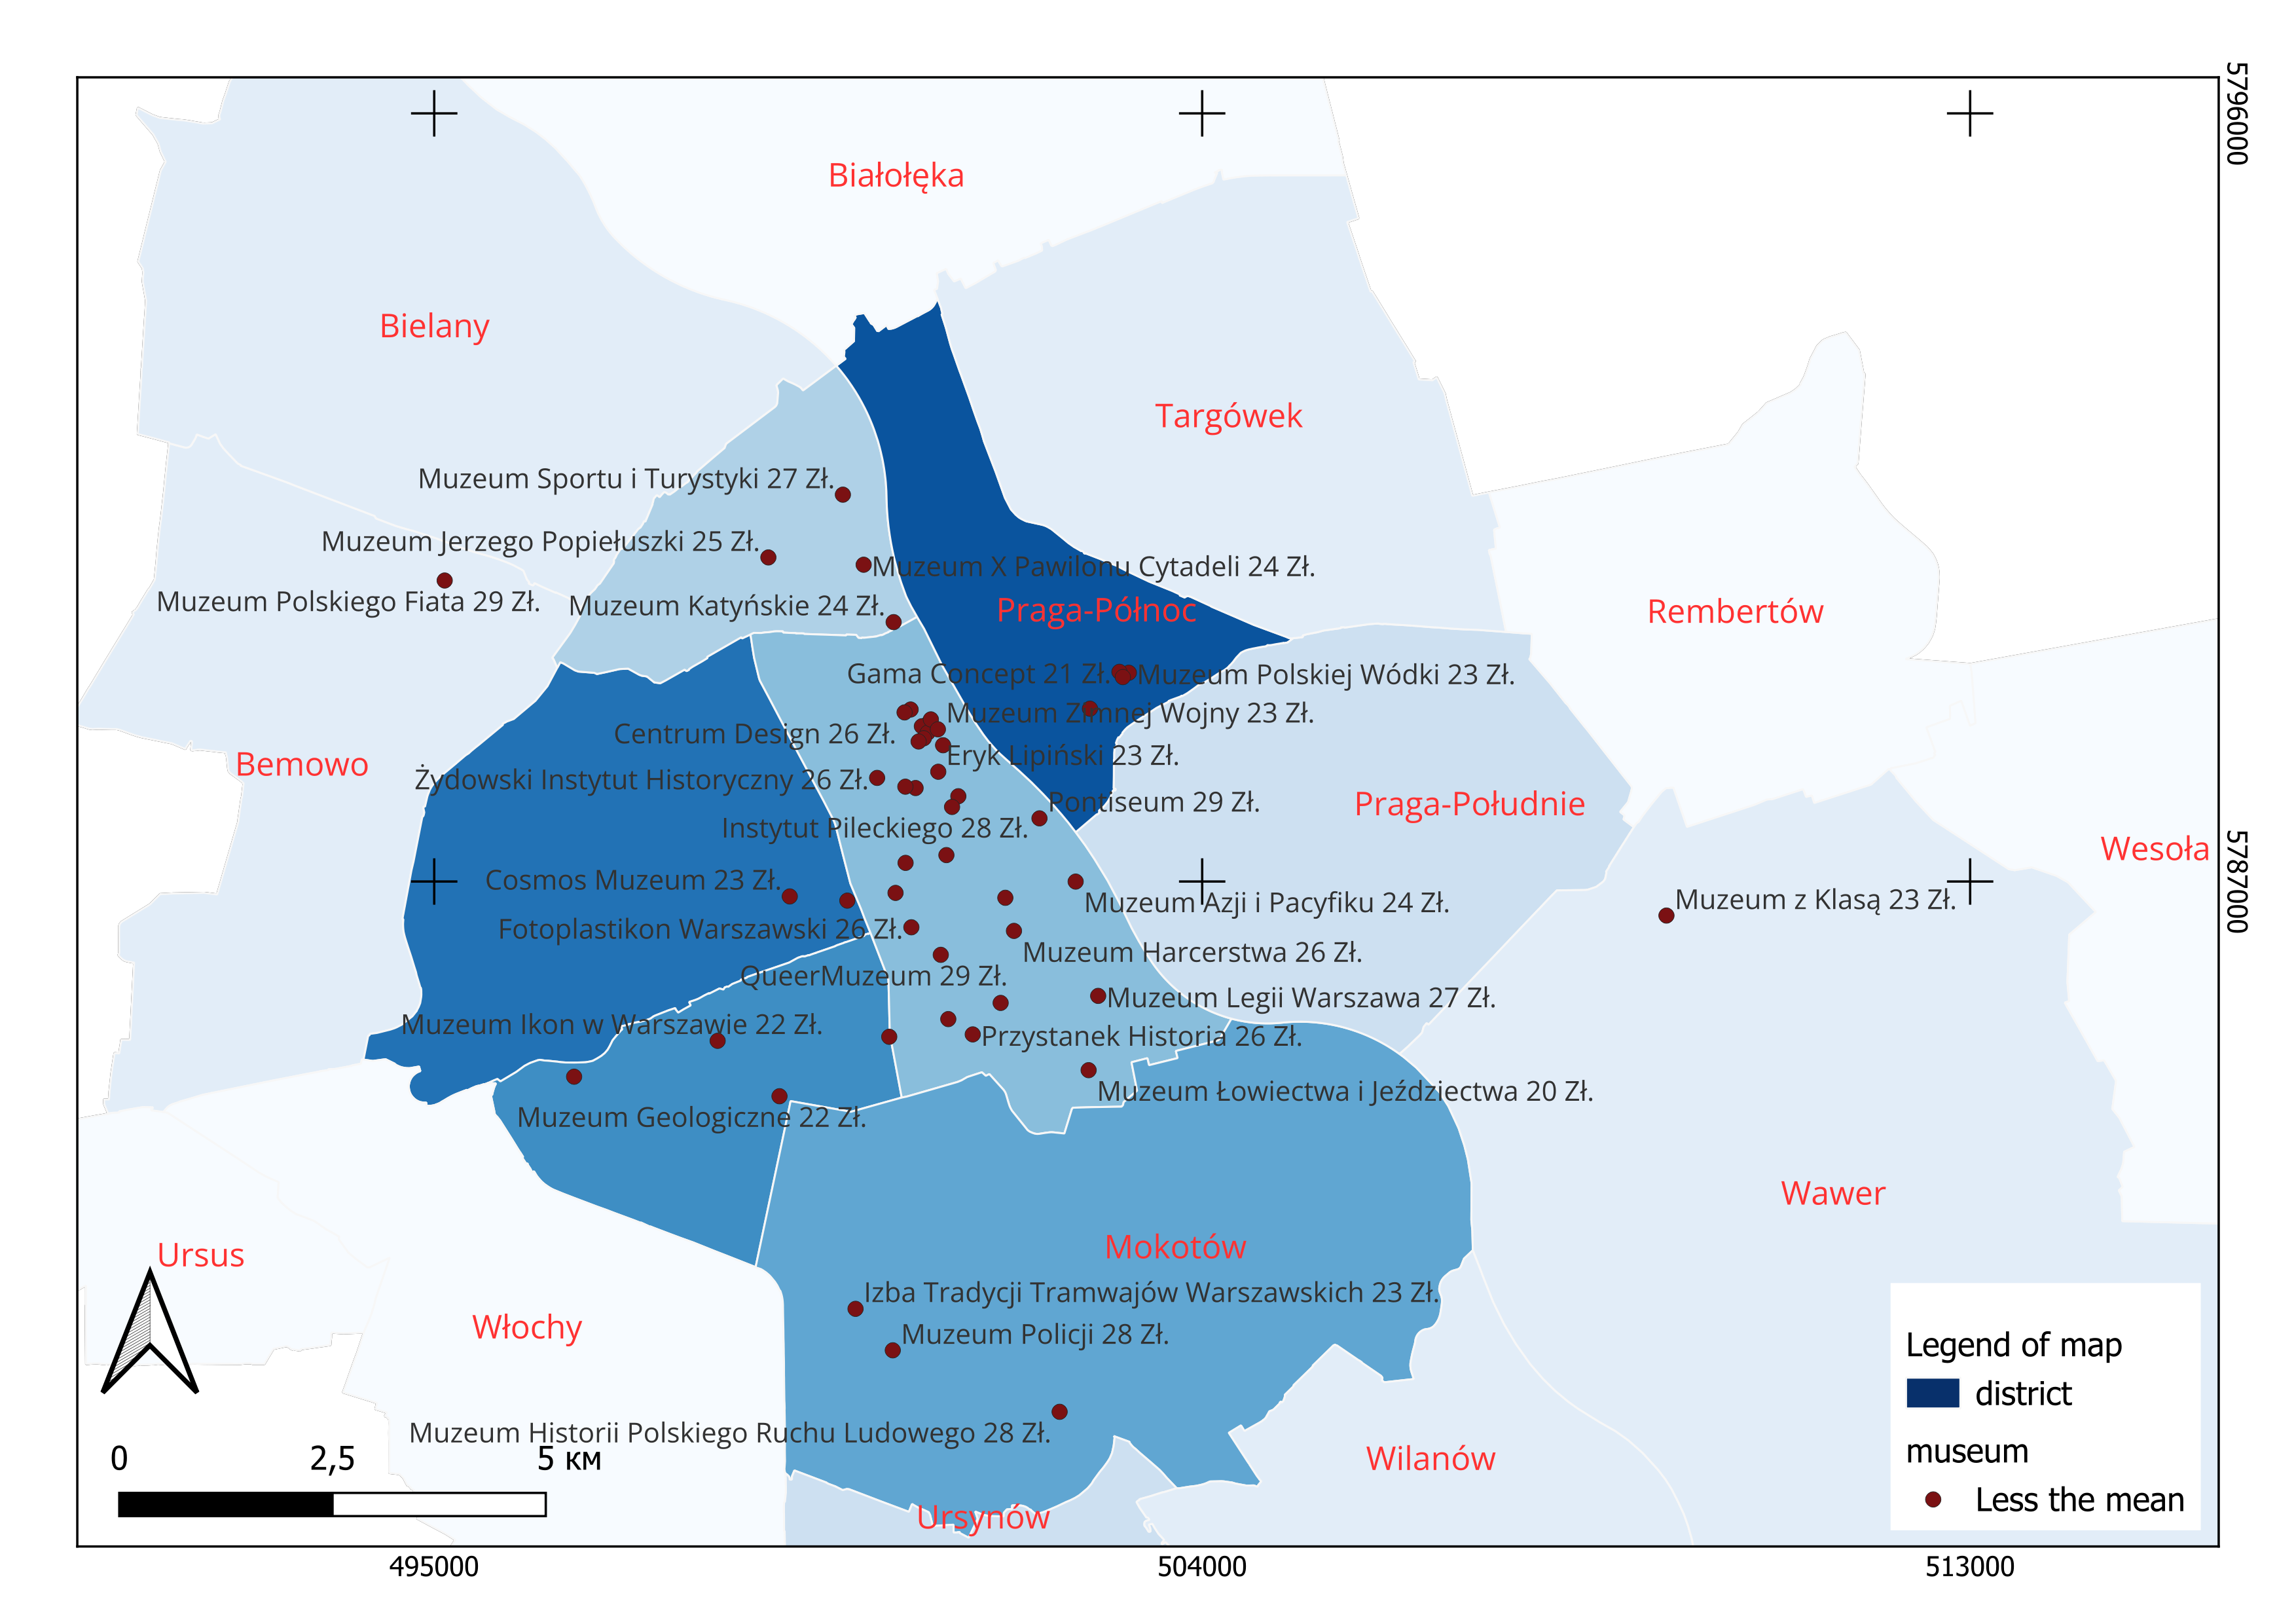 5796000
Białołęka
Bielany
Targówek
Muzeum Sportu i Turystyki 27 Zł.
Muzeum Jerzego Popiełuszki 25 Zł.
Muzeum X Pawilonu Cytadeli 24 Zł.
Muzeum Polskiego Fiata 29 Zł.
Muzeum Katyńskie 24 Zł.
Praga-Północ
Rembertów
Gama Concept 21 Zł.
Muzeum Polskiej Wódki 23 Zł.
Muzeum Zimnej Wojny 23 Zł.
Centrum Design 26 Zł.
Eryk Lipiński 23 Zł.
Bemowo
Żydowski Instytut Historyczny 26 Zł.
Pontiseum 29 Zł.
Praga-Południe
Instytut Pileckiego 28 Zł.
Wesoła
5787000
Cosmos Muzeum 23 Zł.
Muzeum Azji i Pacyfiku 24 Zł.
Muzeum z Klasą 23 Zł.
Fotoplastikon Warszawski 26 Zł.
Muzeum Harcerstwa 26 Zł.
QueerMuzeum 29 Zł.
Muzeum Legii Warszawa 27 Zł.
Muzeum Ikon w Warszawie 22 Zł.
Przystanek Historia 26 Zł.
Muzeum Łowiectwa i Jeździectwa 20 Zł.
Muzeum Geologiczne 22 Zł.
Wawer
Mokotów
Ursus
Izba Tradycji Tramwajów Warszawskich 23 Zł.
Włochy
Muzeum Policji 28 Zł.
Muzeum Historii Polskiego Ruchu Ludowego 28 Zł.
Wilanów
Ursynów
0 2,5 5 км
Legend of map
district
museum
Less the mean
495000 504000 513000